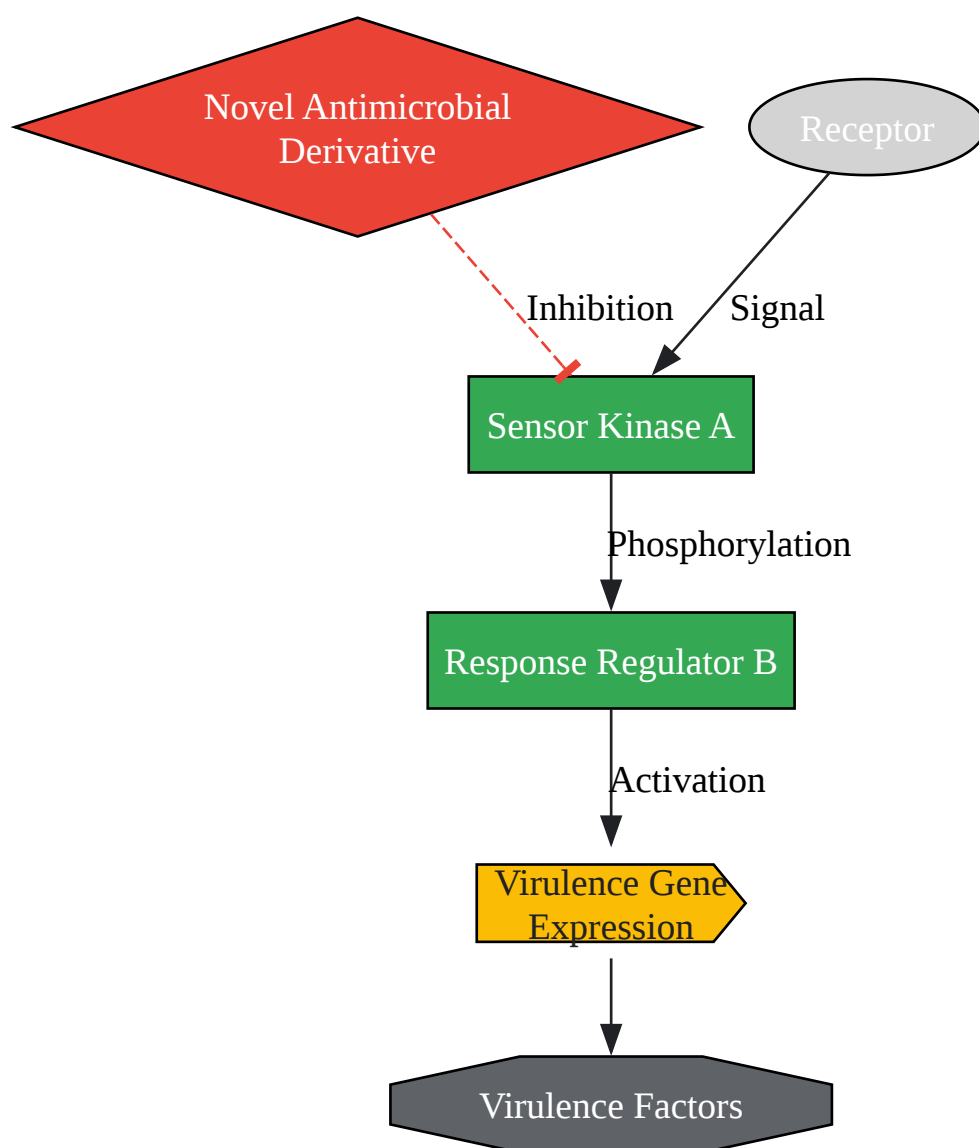 Novel Antimicrobial
Derivative
Receptor
Inhibition
Signal
Sensor Kinase A
Phosphorylation
Response Regulator B
Activation
Virulence Gene
Expression
Virulence Factors